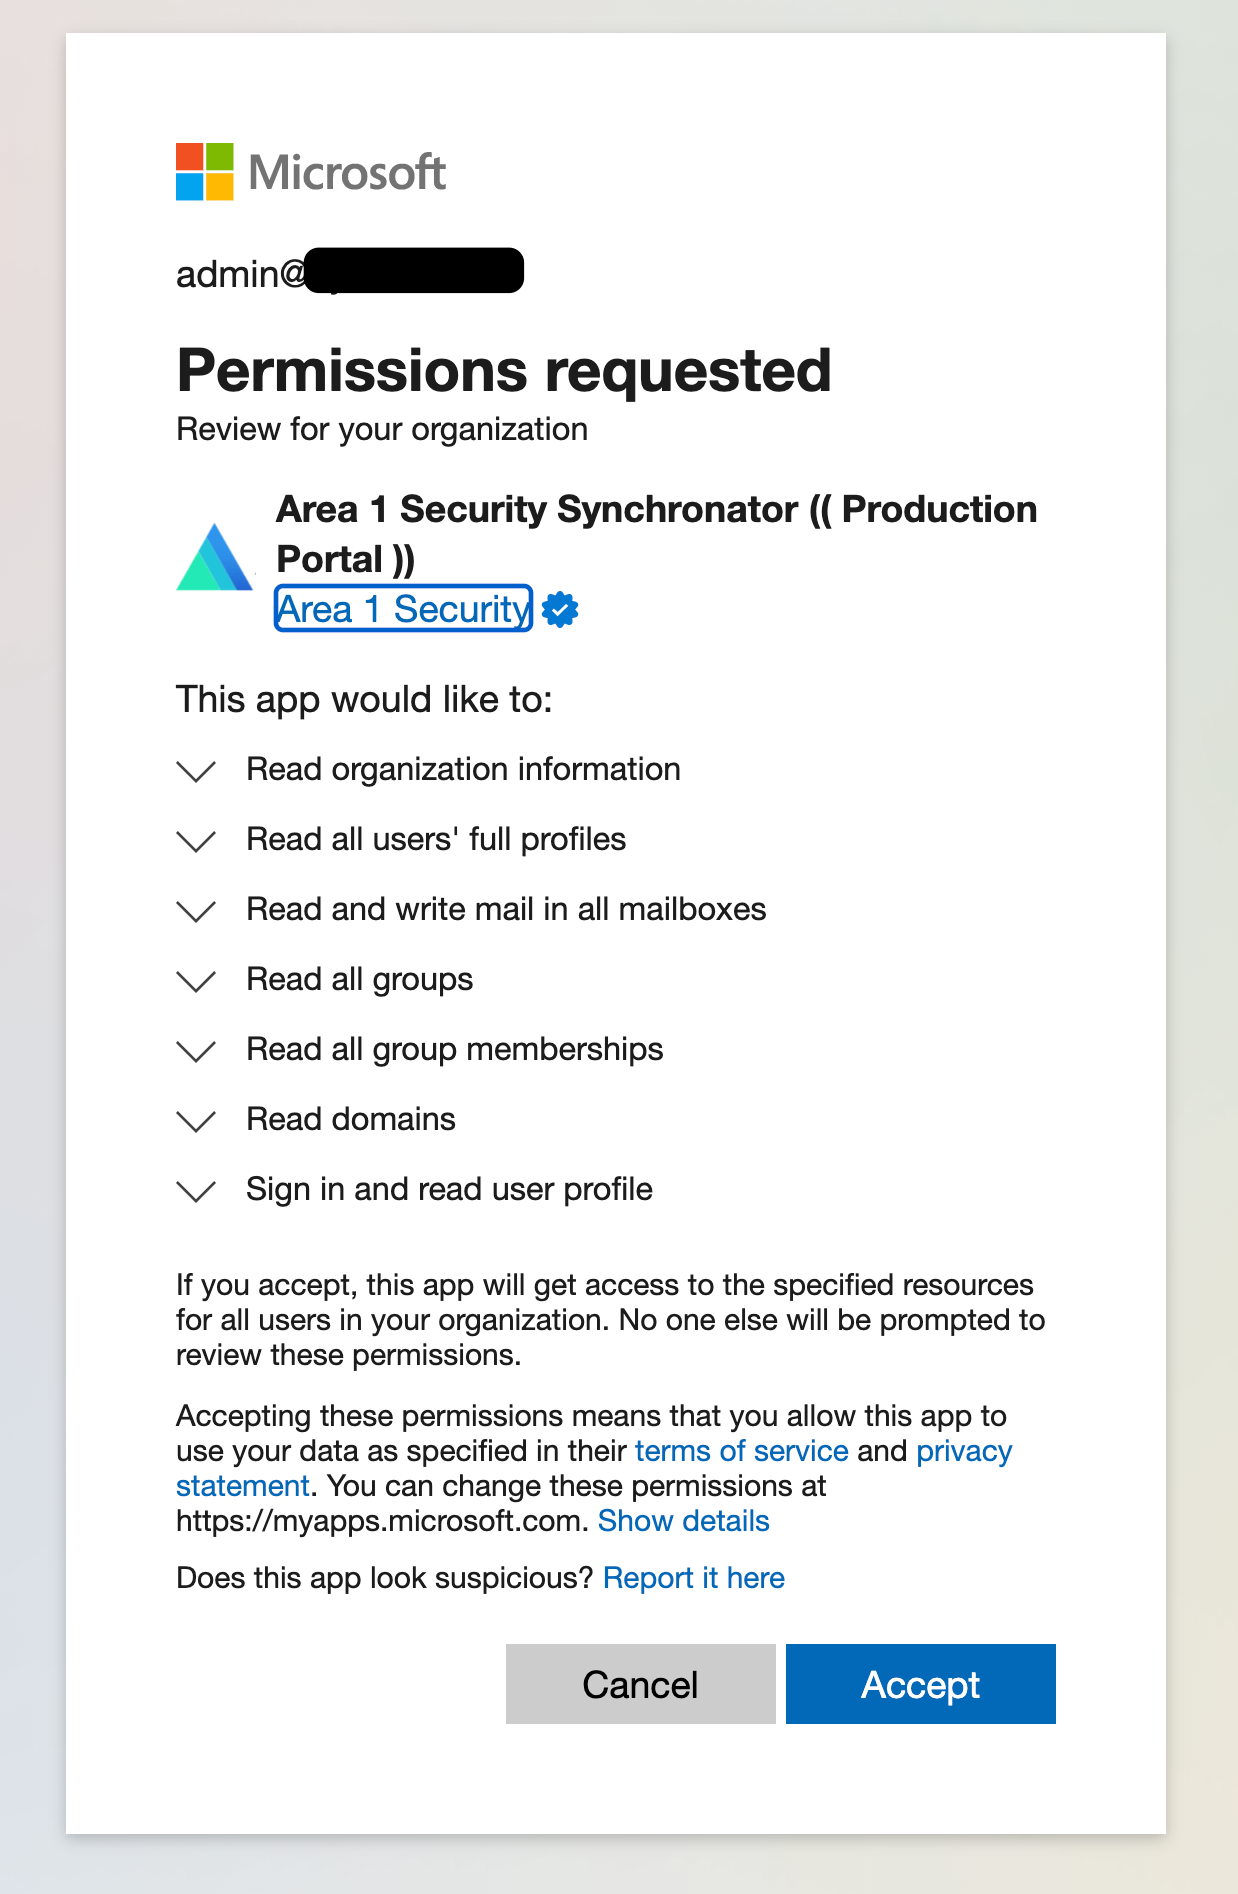 Microsoft
admin@
Permissions requested
Review for your organization
Area 1 Security Synchronator (( Production
Portal ))
Area 1 Security
This app would like to:
Read organization information
Read all users' full profiles
Read and write mail in all mailboxes
Read all groups
Read all group memberships
Read domains
Sign in and read user profile
If you accept, this app will get access to the specified resources
for all users in your organization. No one else will be prompted to
review these permissions.
Accepting these permissions means that you allow this app to
use your data as specified in their terms of service and privacy
statement. You can change these permissions at
https://myapps.microsoft.com. Show details
Does this app look suspicious? Report it here
Cancel
Accept